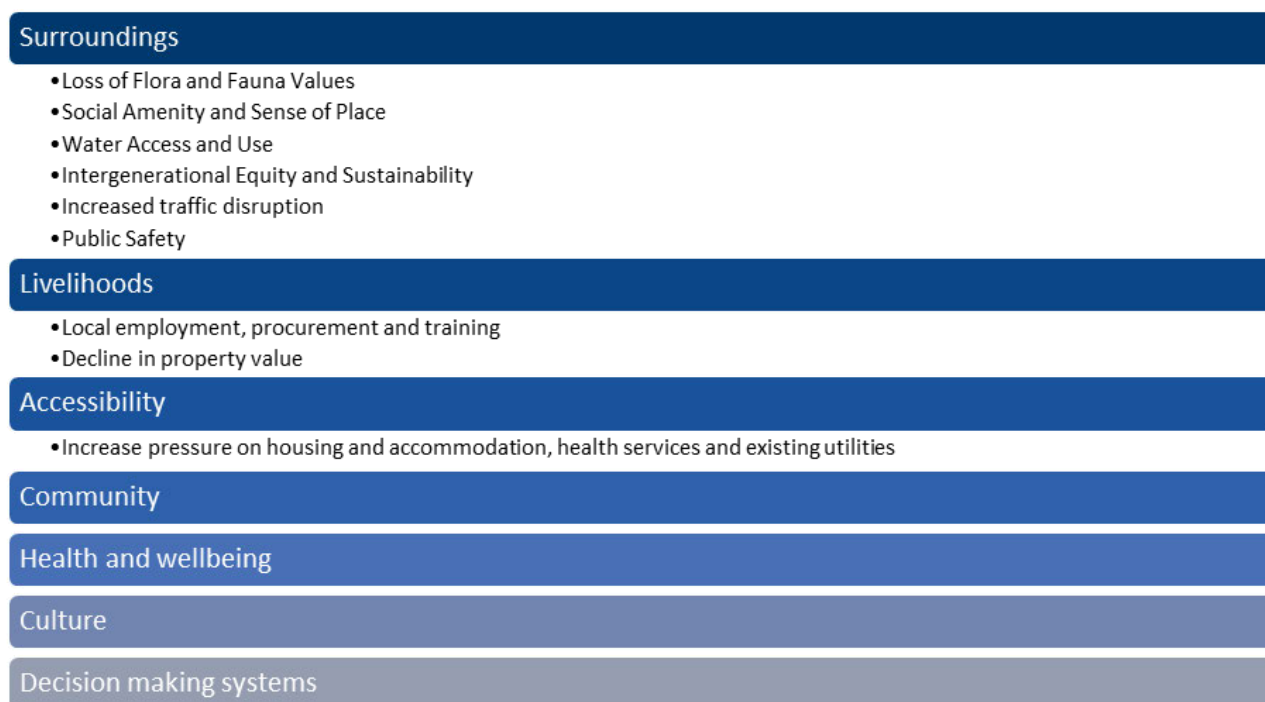 Surroundings
•Loss of Flora and Fauna Values
•Social Amenity and Sense of Place
•Water Access and Use
•Intergenerational Equity and Sustainability
•Increased traffic disruption
•Public Safety
Livelihoods
•Local employment, procurement and training
•Decline in property value
Accessibility
•Increase pressure on housing and accommodation, health services and existing utilities
Community
Health and wellbeing
Culture
Decision making systems